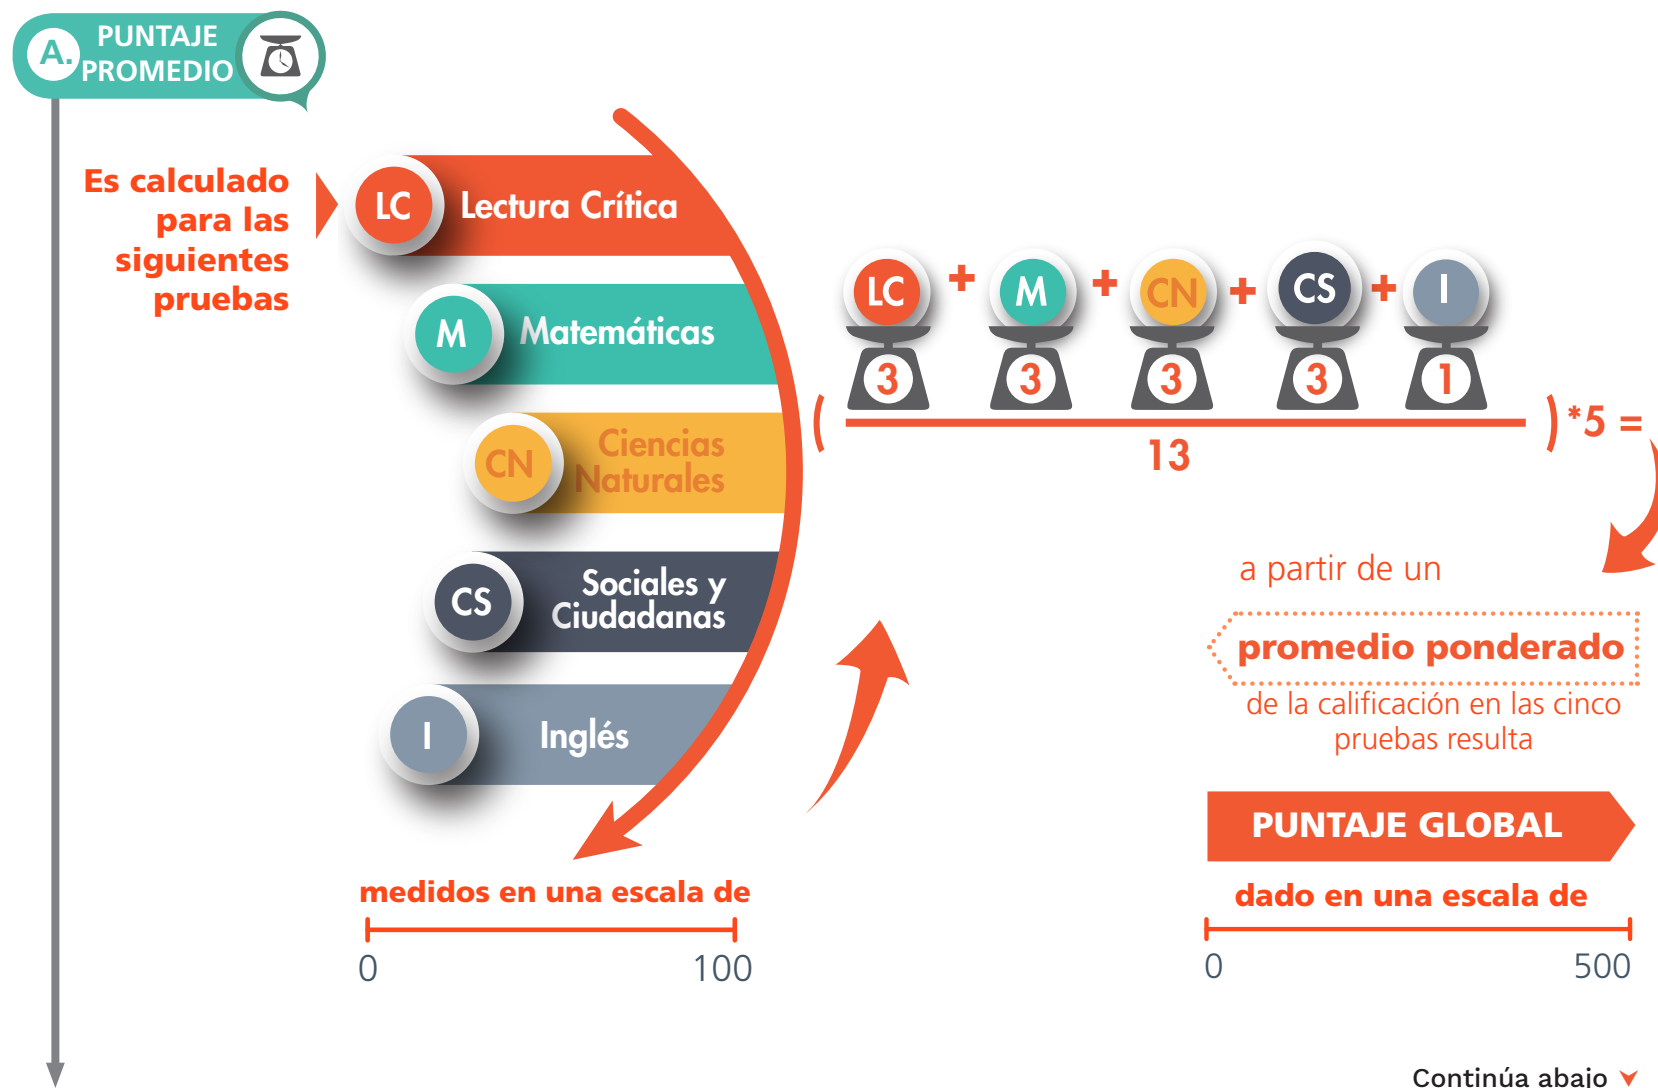 A.
PUNTAJE
PROMEDIO
Es calculado
para las
siguientes
pruebas
LC Lectura Crítica
M Matemáticas
CN Ciencias
Naturales
CS Sociales y
Ciudadanas
I Inglés
medidos en una escala de
0 100
LC + M + CN + CS + I
3 3 3 3 1
( ) *5 =
13
a partir de un
promedio ponderado
de la calificación en las cinco
pruebas resulta
PUNTAJE GLOBAL
dado en una escala de
0 500
Continúa abajo